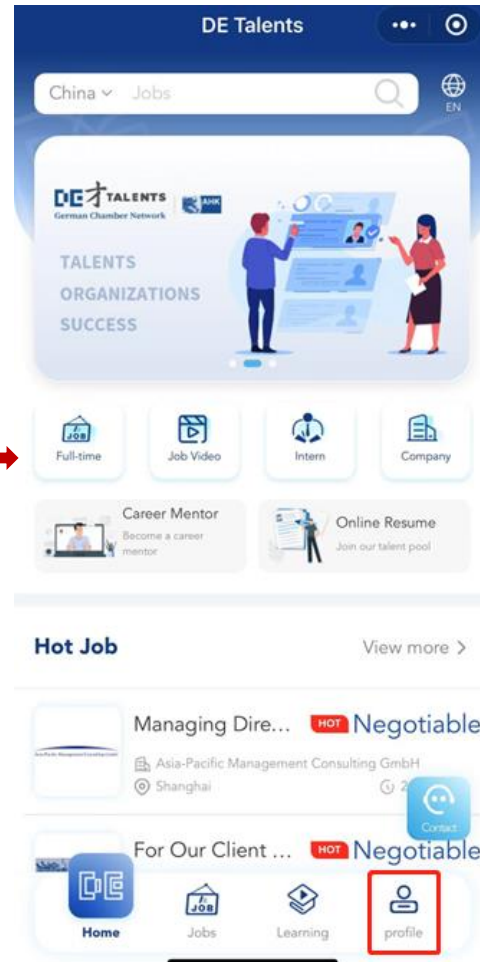 DE Talents
China Jobs
EN
DE才TALENTS AHK
German Chamber Network
TALENTS
ORGANIZATIONS
SUCCESS
JOB
Full-time Job Video Intern Company
Career Mentor
Become a career
mentor
Online Resume
Join our talent pool
Hot Job View more >
Managing Dire... HOT Negotiable
Asia-Pacific Management Consulting GmbH
Shanghai 2
Contact
For Our Client ... HOT Negotiable
DE
JOB
Home Jobs Learning profile